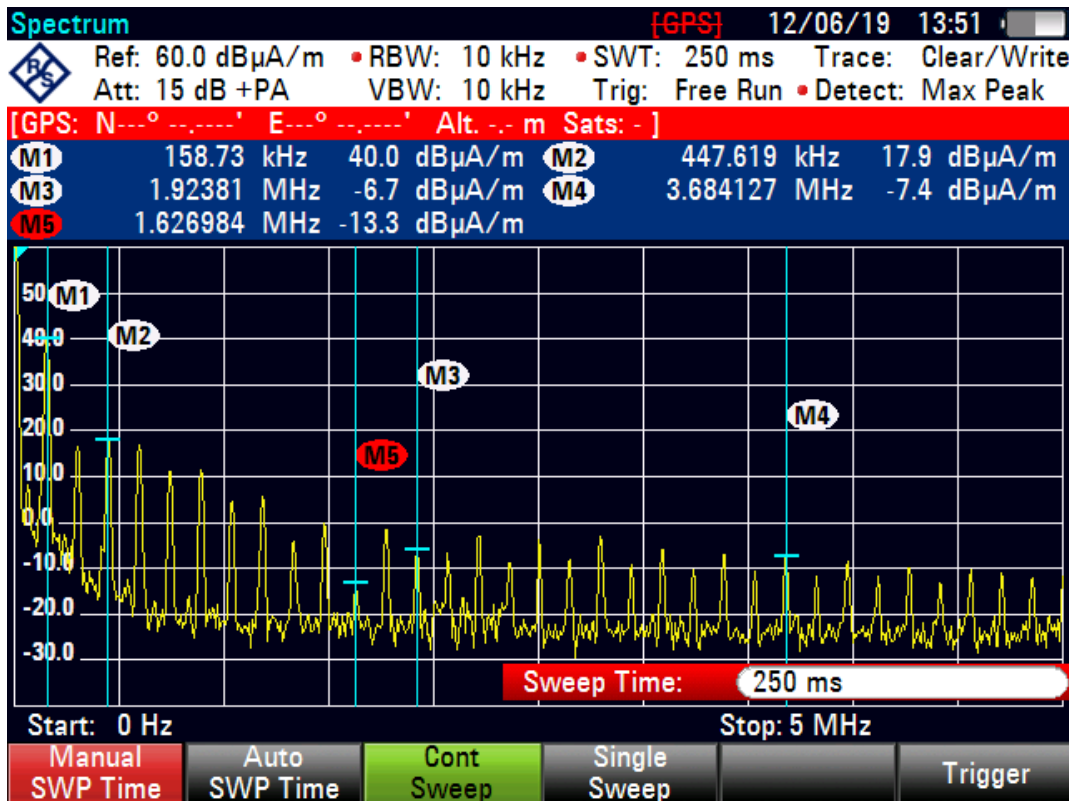 Spectrum [GPS] 12/06/19 13:51
R&S
Ref: 60.0 dBµA/m • RBW: 10 kHz • SWT: 250 ms Trace: Clear/Write
Att: 15 dB +PA VBW: 10 kHz Trig: Free Run • Detect: Max Peak
[GPS: N---° --.----' E---° --.----' Alt. -.- m Sats: - ]
M1 158.73 kHz 40.0 dBµA/m M2 447.619 kHz 17.9 dBµA/m
M3 1.92381 MHz -6.7 dBµA/m M4 3.684127 MHz -7.4 dBµA/m
M5 1.626984 MHz -13.3 dBµA/m
50 M1
40.0 M2
30.0 M3
20.0 M4
M5
10.0
0.0
-10.0
-20.0
-30.0
Sweep Time: 250 ms
Start: 0 Hz Stop: 5 MHz
Manual Auto Cont Single
SWP Time SWP Time Sweep Sweep Trigger